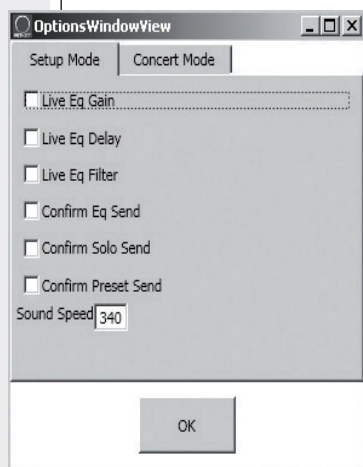 OptionsWindowView
Setup Mode Concert Mode
Live Eq Gain
Live Eq Delay
Live Eq Filter
Confirm Eq Send
Confirm Solo Send
Confirm Preset Send
Sound Speed 340
OK